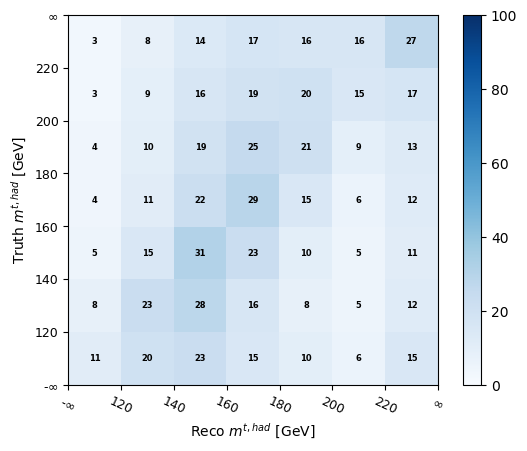 ∞
220
200
180
160
140
120
-∞
Truth m^{t,had} [GeV]
3 8 14 17 16 16 27
3 9 16 19 20 15 17
4 10 19 25 21 9 13
4 11 22 29 15 6 12
5 15 31 23 10 5 11
8 23 28 16 8 5 12
11 20 23 15 10 6 15
-∞ 120 140 160 180 200 220 ∞
Reco m^{t,had} [GeV]
100
80
60
40
20
0